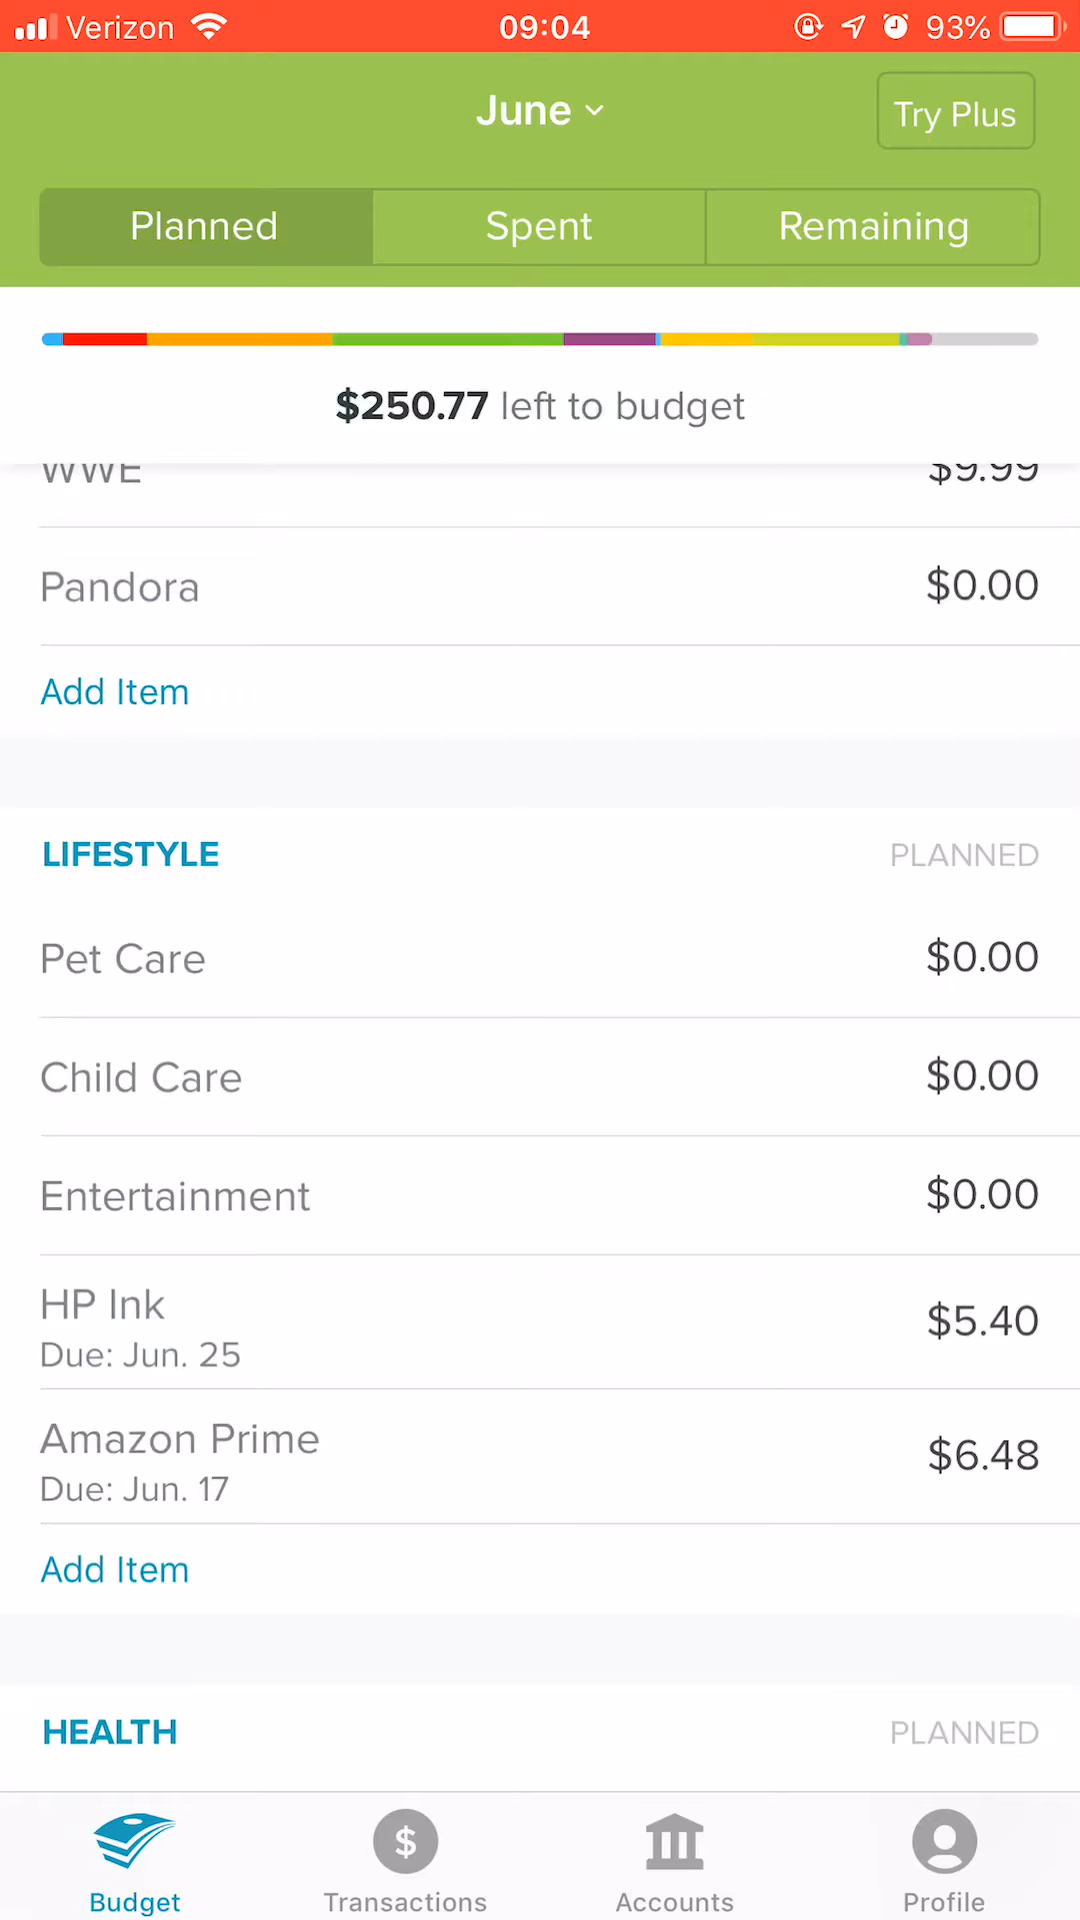 Verizon 09:04 93%
June Try Plus
Planned Spent Remaining
$250.77 left to budget
WWE $9.99
Pandora $0.00
Add Item
LIFESTYLE PLANNED
Pet Care $0.00
Child Care $0.00
Entertainment $0.00
HP Ink $5.40
Due: Jun. 25
Amazon Prime $6.48
Due: Jun. 17
Add Item
HEALTH PLANNED
Budget Transactions Accounts Profile